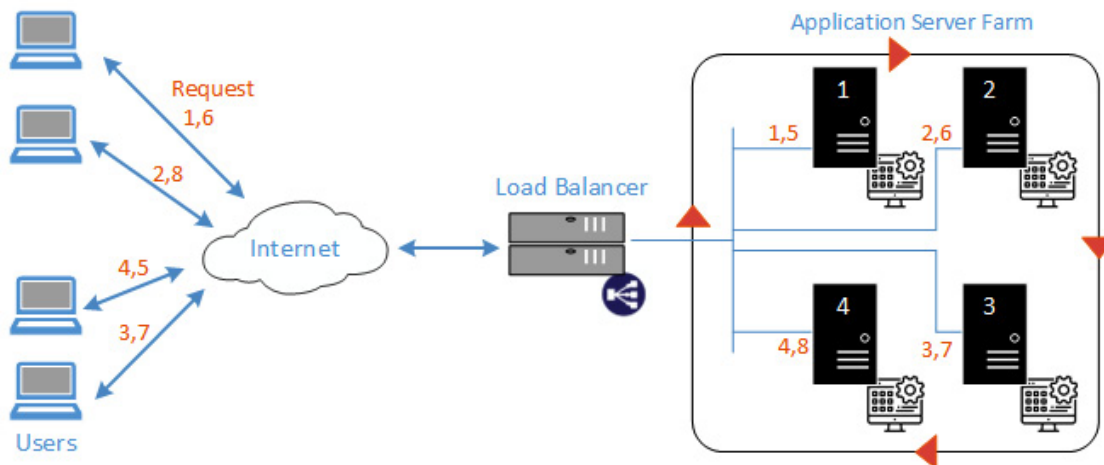 Application Server Farm
Request
1,6
2,8
4,5
3,7
Users
Internet
Load Balancer
1
2
1,5
2,6
4
3
4,8
3,7